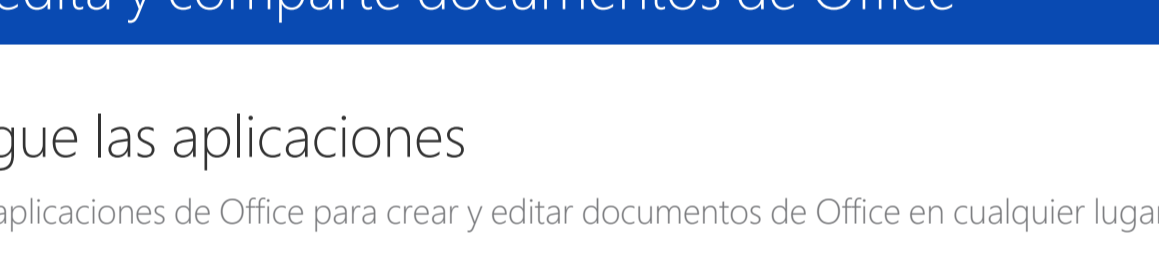 edita y comparte documentos de Office
gue las aplicaciones
aplicaciones de Office para crear y editar documentos de Office en cualquier lugar